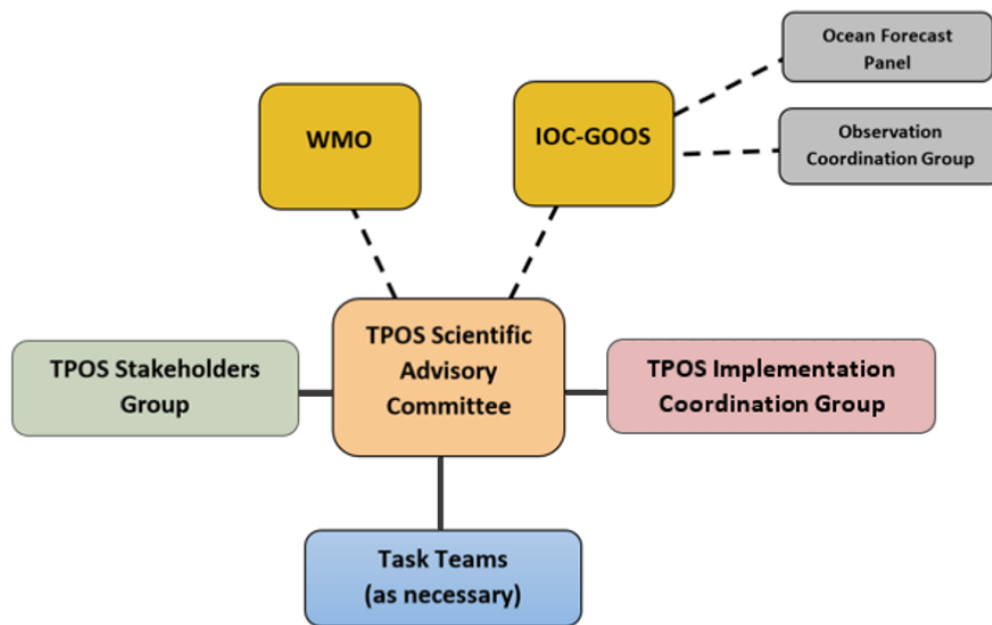 Ocean Forecast
Panel
WMO
IOC-GOOS
Observation
Coordination Group
TPOS Scientific
Advisory
Committee
TPOS Stakeholders
Group
TPOS Implementation
Coordination Group
Task Teams
(as necessary)